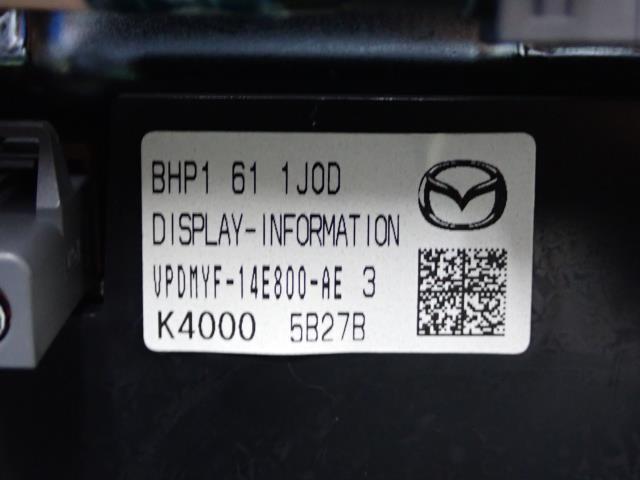 BHP1 61 1J0D
DISPLAY-INFORMATION
VPDMYF-14E800-AE 3
K4000 5B27B